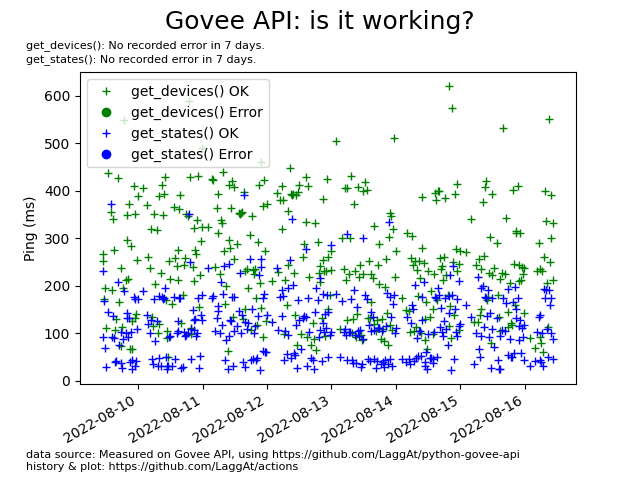 Govee API: is it working?
get_devices(): No recorded error in 7 days.
get_states(): No recorded error in 7 days.
get_devices() OK
get_devices() Error
get_states() OK
get_states() Error
Ping (ms)
600
500
400
300
200
100
0
2022-08-10
2022-08-11
2022-08-12
2022-08-13
2022-08-14
2022-08-15
2022-08-16
data source: Measured on Govee API, using https://github.com/LaggAt/python-govee-api
history & plot: https://github.com/LaggAt/actions